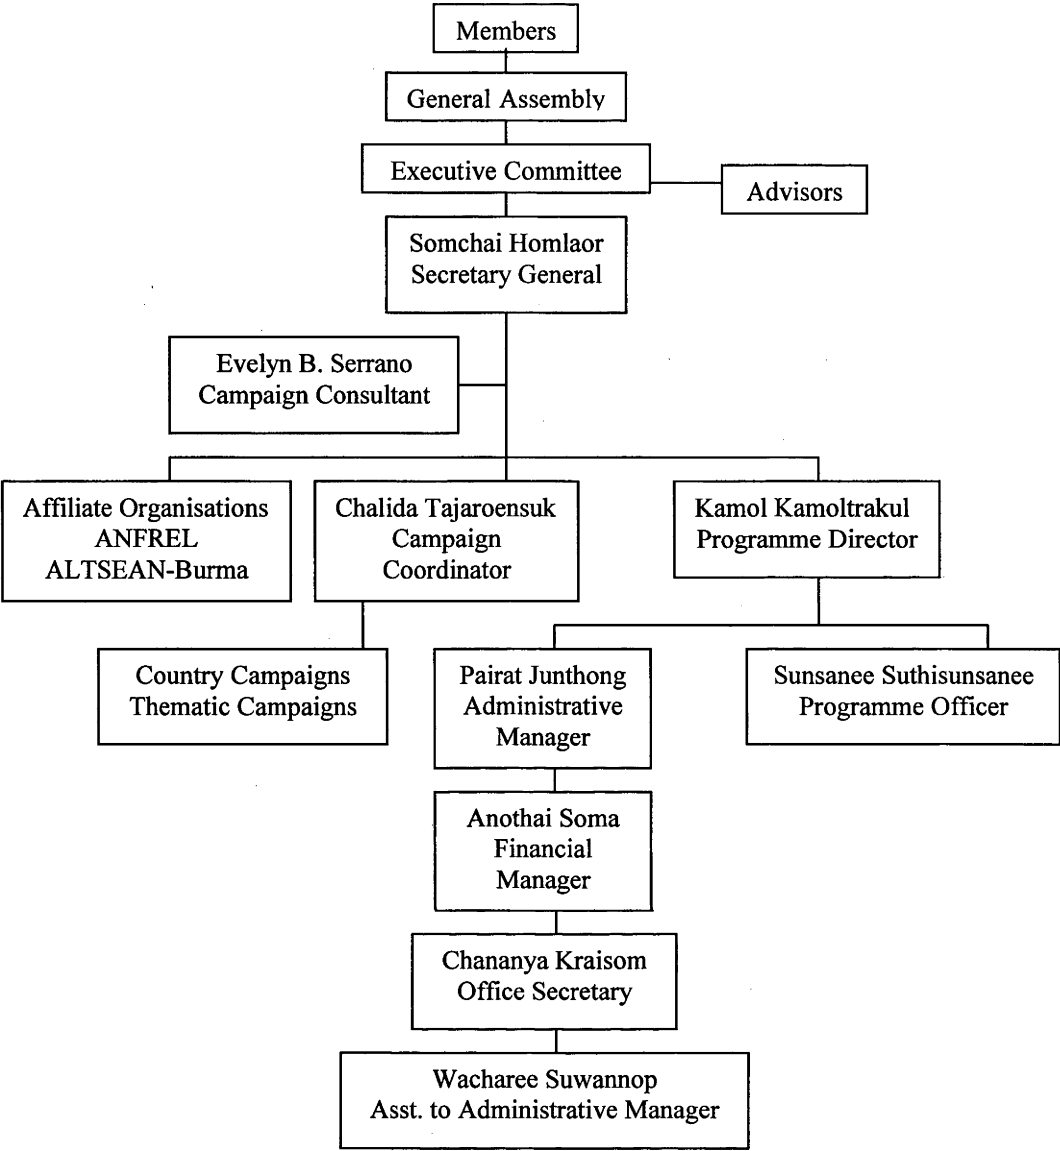 Members
General Assembly
Executive Committee
Advisors
Somchai Homlaor
Secretary General
Evelyn B. Serrano
Campaign Consultant
Affiliate Organisations
ANFREL
ALTSEAN-Burma
Chalida Tajaroensuk
Campaign
Coordinator
Kamol Kamoltrakul
Programme Director
Country Campaigns
Thematic Campaigns
Pairat Junthong
Administrative
Manager
Sunsanee Suthisunsanee
Programme Officer
Anothai Soma
Financial
Manager
Chananya Kraisom
Office Secretary
Wacharee Suwannop
Asst. to Administrative Manager